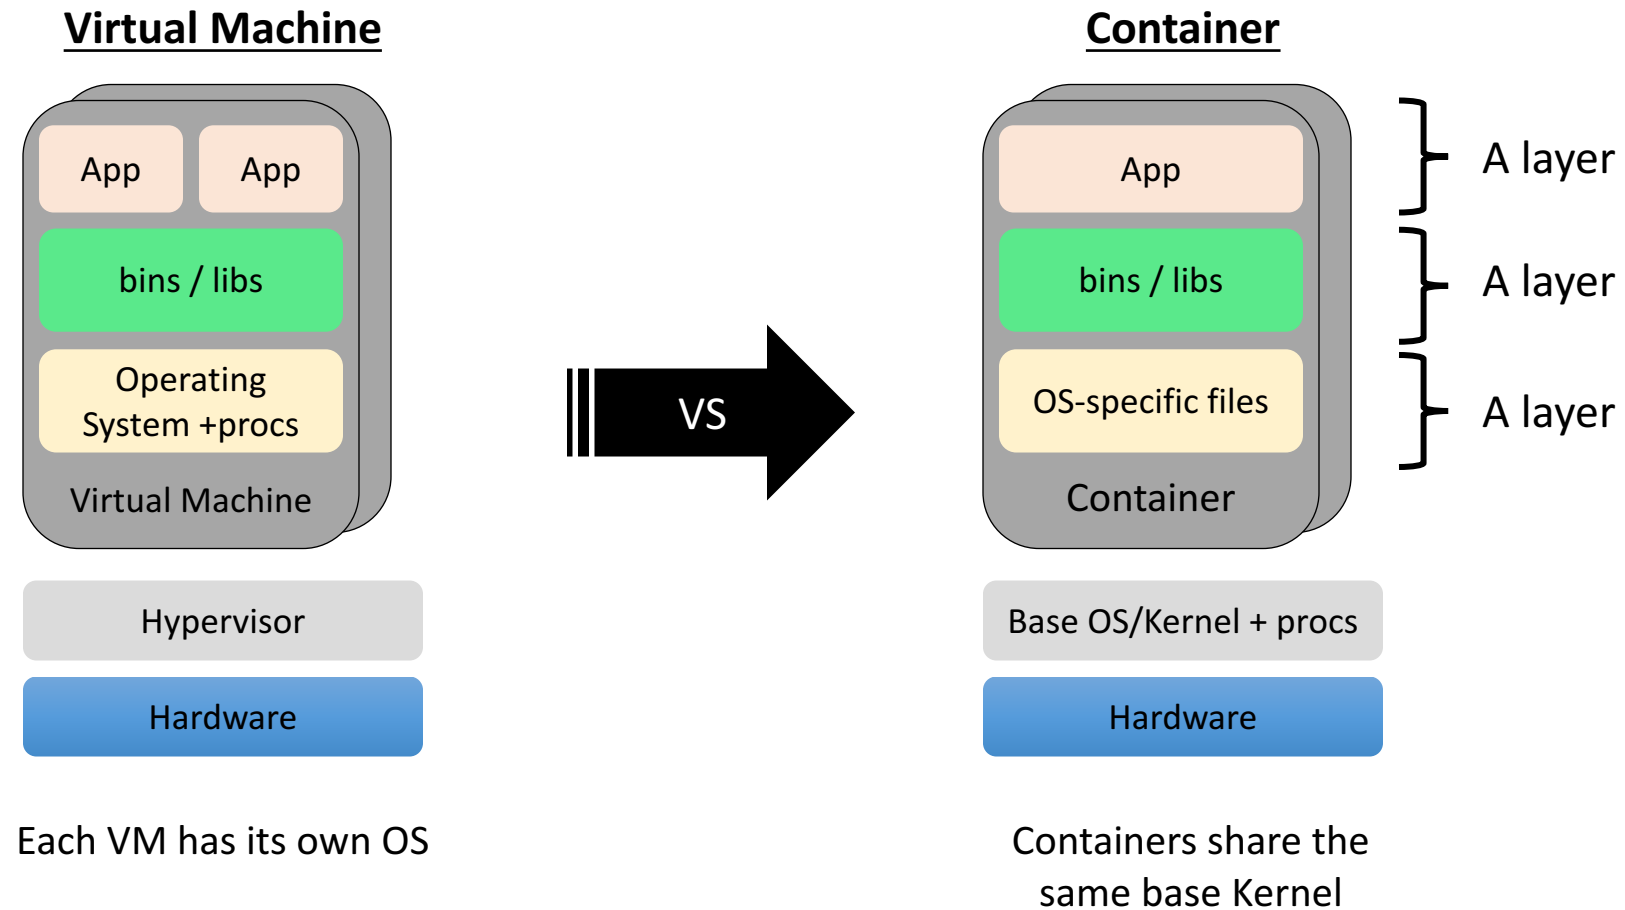 Virtual Machine
App
App
bins / libs
Operating
System +procs
Virtual Machine
Hypervisor
Hardware
Each VM has its own OS
VS
Container
App
bins / libs
OS-specific files
Container
Base OS/Kernel + procs
Hardware
Containers share the
same base Kernel
A layer
A layer
A layer